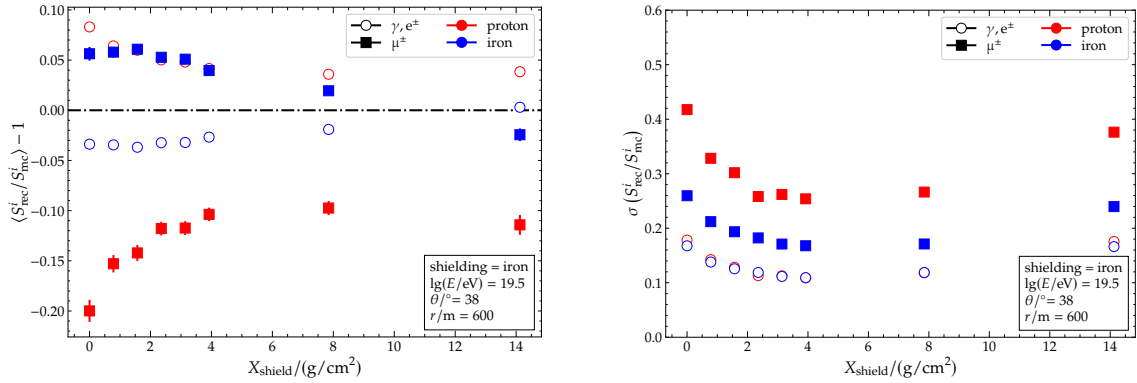 0.10
0.05
0.00
−0.05
−0.10
−0.15
−0.20
⟨S^i_rec/S^i_mc⟩ − 1
γ, e±
μ±
proton
iron
shielding = iron
lg(E/eV) = 19.5
θ/°= 38
r/m = 600
0 2 4 6 8 10 12 14
X_shield/(g/cm²)
0.6
0.5
0.4
0.3
0.2
0.1
0.0
σ (S^i_rec/S^i_mc)
γ, e±
μ±
proton
iron
shielding = iron
lg(E/eV) = 19.5
θ/°= 38
r/m = 600
0 2 4 6 8 10 12 14
X_shield/(g/cm²)